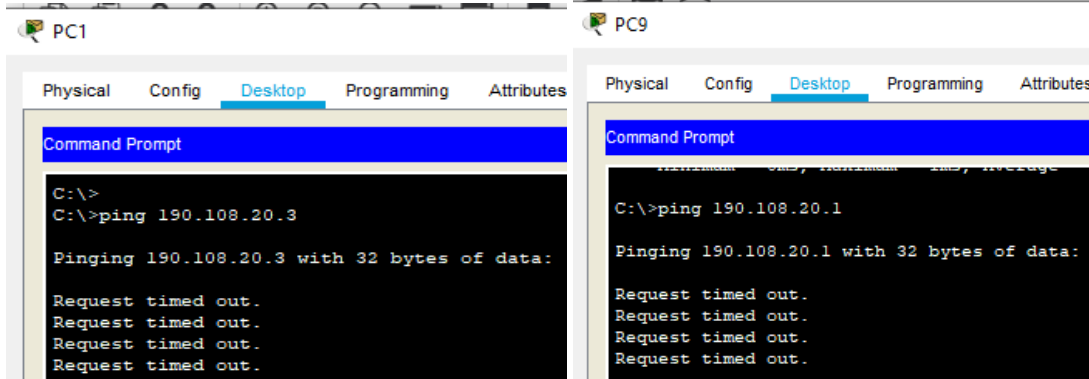 PC1
Physical Config Desktop Programming Attributes
Command Prompt
C:\>
C:\>ping 190.108.20.3
Pinging 190.108.20.3 with 32 bytes of data:
Request timed out.
Request timed out.
Request timed out.
Request timed out.
PC9
Physical Config Desktop Programming Attributes
Command Prompt
C:\>ping 190.108.20.1
Pinging 190.108.20.1 with 32 bytes of data:
Request timed out.
Request timed out.
Request timed out.
Request timed out.